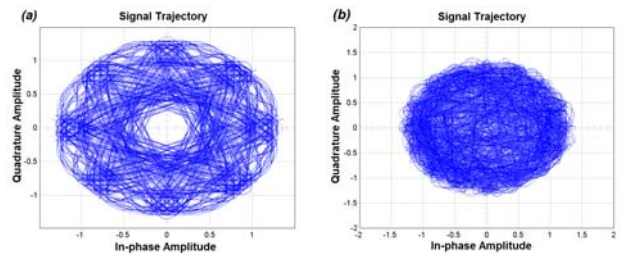 (a) Signal Trajectory
Quadrature Amplitude
1
0.5
0
-0.5
-1
-1 -0.5 0 0.5 1
In-phase Amplitude
(b) Signal Trajectory
Quadrature Amplitude
2
1.5
1
0.5
0
-0.5
-1
-1.5
-2
-2 -1.5 -1 -0.5 0 0.5 1 1.5 2
In-phase Amplitude